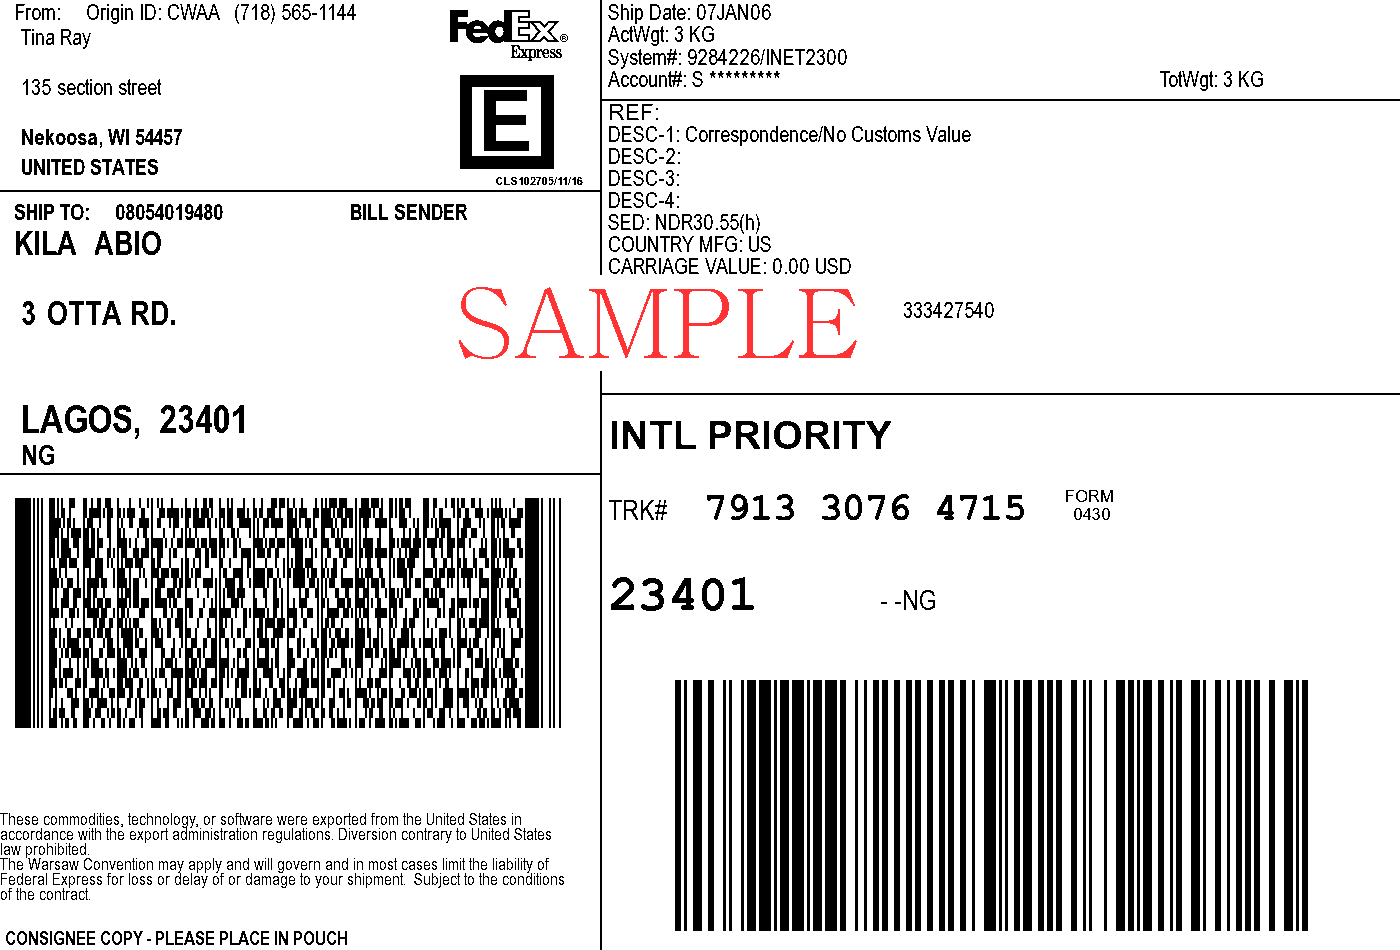 From: Origin ID: CWAA (718) 565-1144
Tina Ray
135 section street
Nekoosa, WI 54457
UNITED STATES
FedEx®
Express
E
CLS102705/11/16
Ship Date: 07JAN06
ActWgt: 3 KG
System#: 9284226/INET2300
Account#: S *********
TotWgt: 3 KG
REF:
DESC-1: Correspondence/No Customs Value
DESC-2:
DESC-3:
DESC-4:
SED: NDR30.55(h)
COUNTRY MFG: US
CARRIAGE VALUE: 0.00 USD
SHIP TO: 08054019480 BILL SENDER
KILA ABIO
3 OTTA RD.
LAGOS, 23401
NG
SAMPLE
333427540
INTL PRIORITY
TRK# 7913 3076 4715 FORM
0430
23401 - -NG
These commodities, technology, or software were exported from the United States in
accordance with the export administration regulations. Diversion contrary to United States
law prohibited.
The Warsaw Convention may apply and will govern and in most cases limit the liability of
Federal Express for loss or delay of or damage to your shipment. Subject to the conditions
of the contract.
CONSIGNEE COPY - PLEASE PLACE IN POUCH